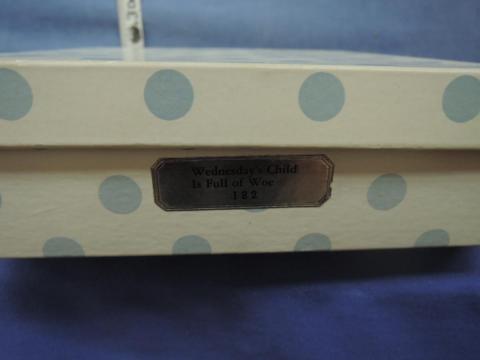 Wednesday's Child
Is Full of Woe
182